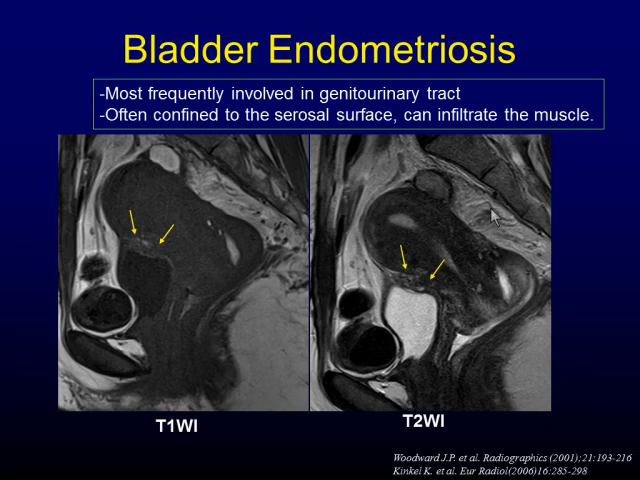 Bladder Endometriosis
-Most frequently involved in genitourinary tract
-Often confined to the serosal surface, can infiltrate the muscle.
T1WI
T2WI
Woodward J.P. et al. Radiographics (2001);21:193-216
Kinkel K. et al. Eur Radiol(2006)16:285-298